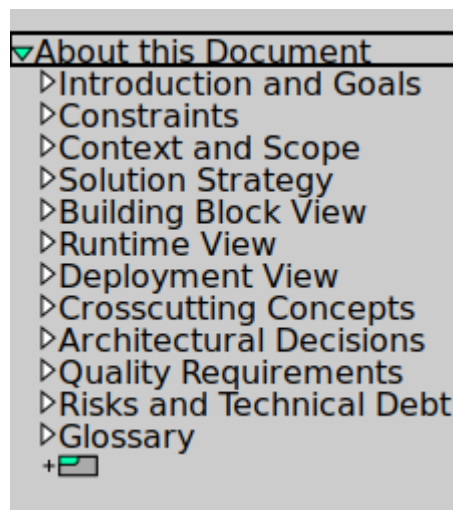 About this Document
Introduction and Goals
Constraints
Context and Scope
Solution Strategy
Building Block View
Runtime View
Deployment View
Crosscutting Concepts
Architectural Decisions
Quality Requirements
Risks and Technical Debt
Glossary
+